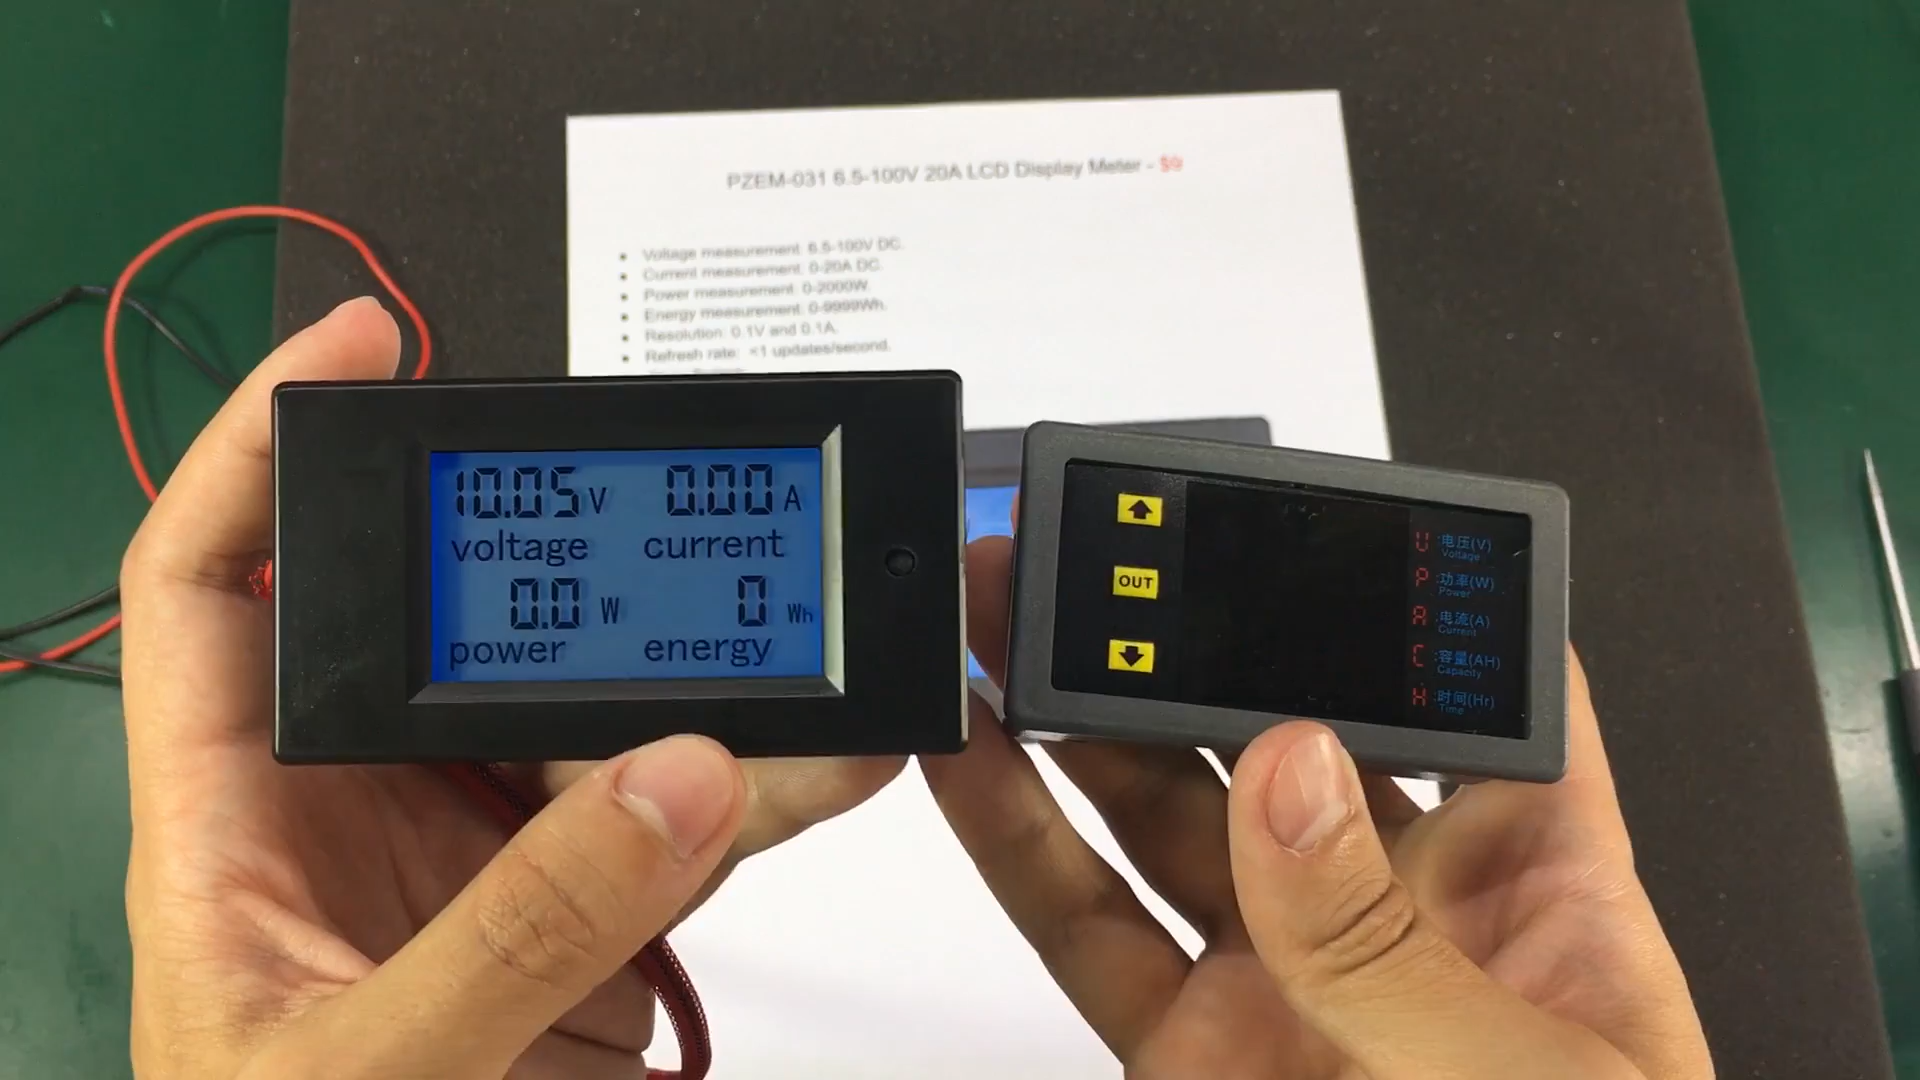 PZEM-031 6.5-100V 20A LCD Display Meter - $9
• Voltage measurement: 6.5-100V DC.
• Current measurement: 0-20A DC.
• Power measurement: 0-2000W.
• Energy measurement: 0-9999Wh.
• Resolution: 0.1V and 0.1A.
• Refresh rate: <1 updates/second.
10.05 V 0.00 A
voltage current
0.0 W 0 Wh
power energy
OUT
U :电压(V)
Voltage
P :功率(W)
Power
A :电流(A)
Current
C :容量(AH)
Capacity
H :时间(Hr)
Time